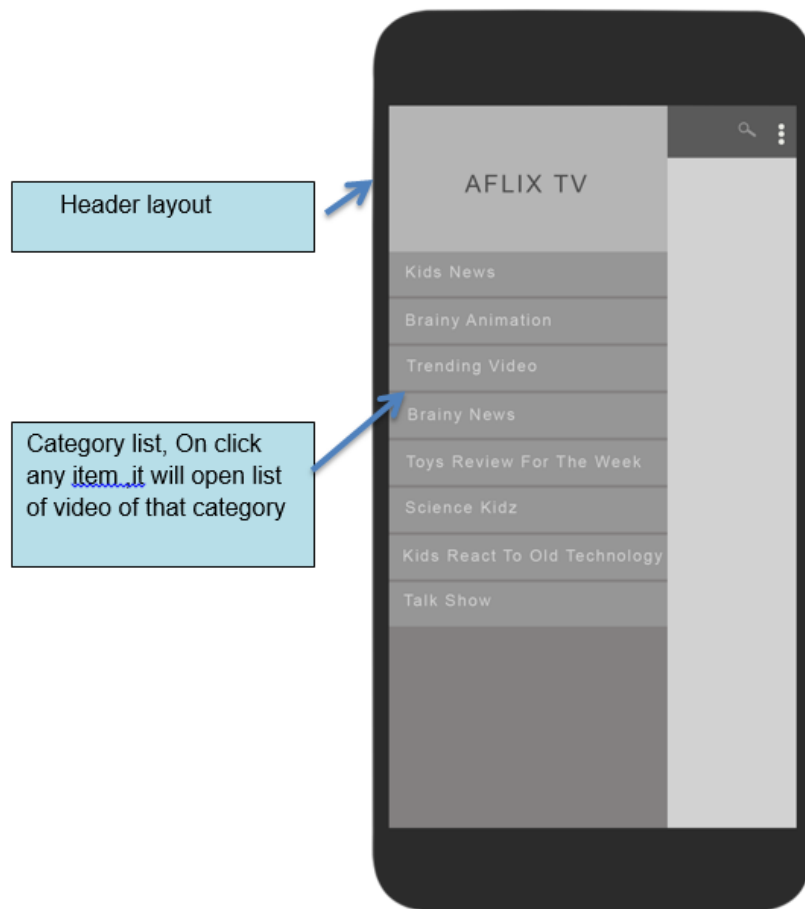 Header layout
Category list, On click
any item ,it will open list
of video of that category
AFLIX TV
Kids News
Brainy Animation
Trending Video
Brainy News
Toys Review For The Week
Science Kidz
Kids React To Old Technology
Talk Show